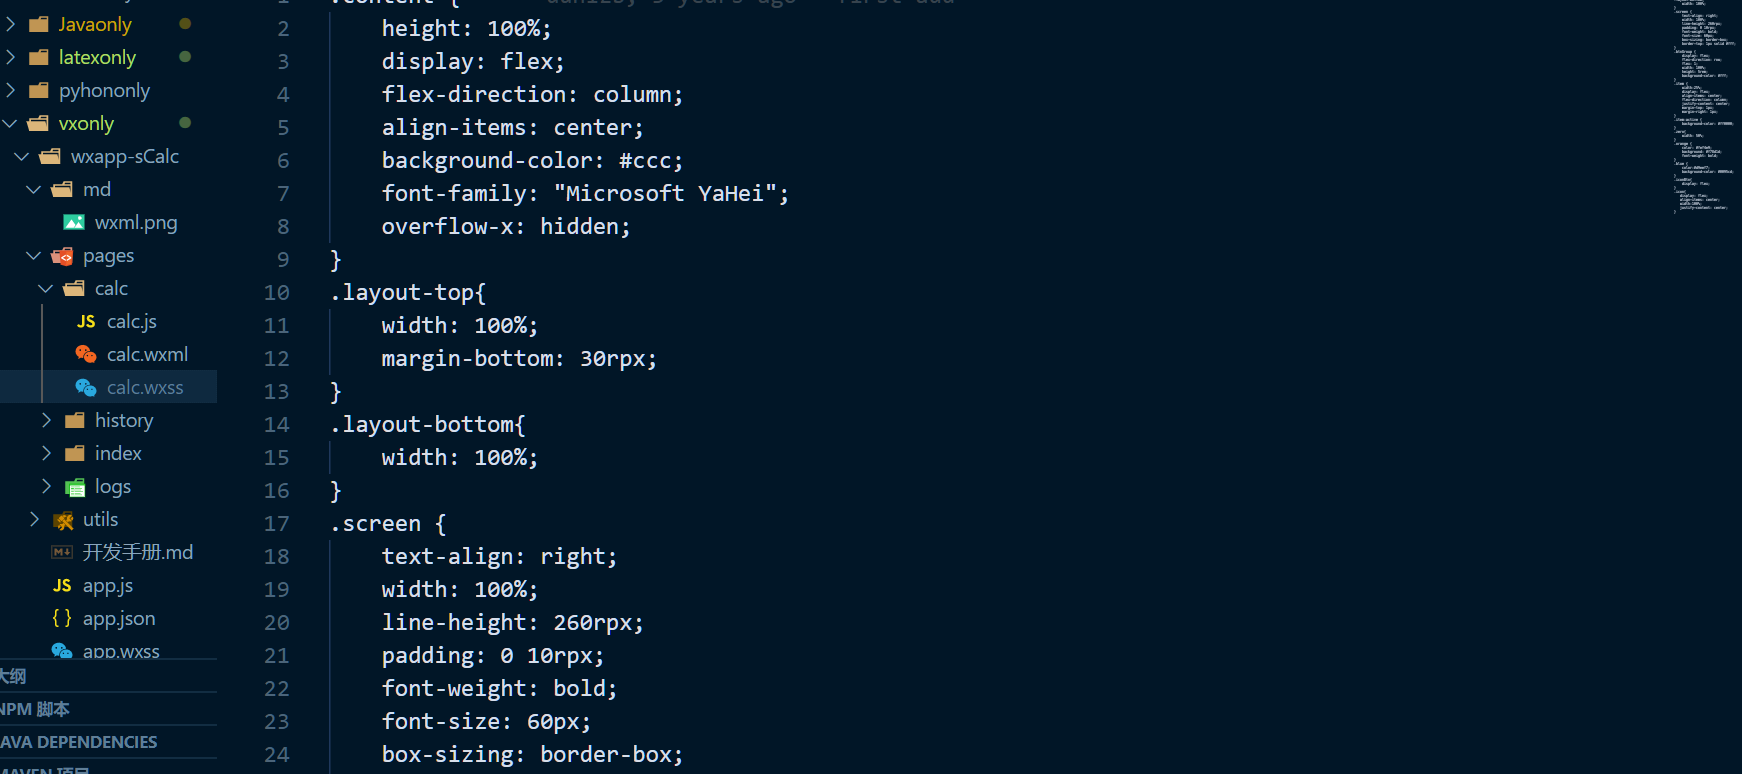 Javaonly
latexonly
pyhononly
vxonly
wxapp-sCalc
md
wxml.png
pages
calc
JS calc.js
calc.wxml
calc.wxss
history
index
logs
utils
开发手册.md
JS app.js
{ } app.json
app.wxss
大纲
NPM 脚本
JAVA DEPENDENCIES
MAVEN 项目
1 .content {
2 height: 100%;
3 display: flex;
4 flex-direction: column;
5 align-items: center;
6 background-color: #ccc;
7 font-family: "Microsoft YaHei";
8 overflow-x: hidden;
9 }
10 .layout-top{
11 width: 100%;
12 margin-bottom: 30rpx;
13 }
14 .layout-bottom{
15 width: 100%;
16 }
17 .screen {
18 text-align: right;
19 width: 100%;
20 line-height: 260rpx;
21 padding: 0 10rpx;
22 font-weight: bold;
23 font-size: 60px;
24 box-sizing: border-box;